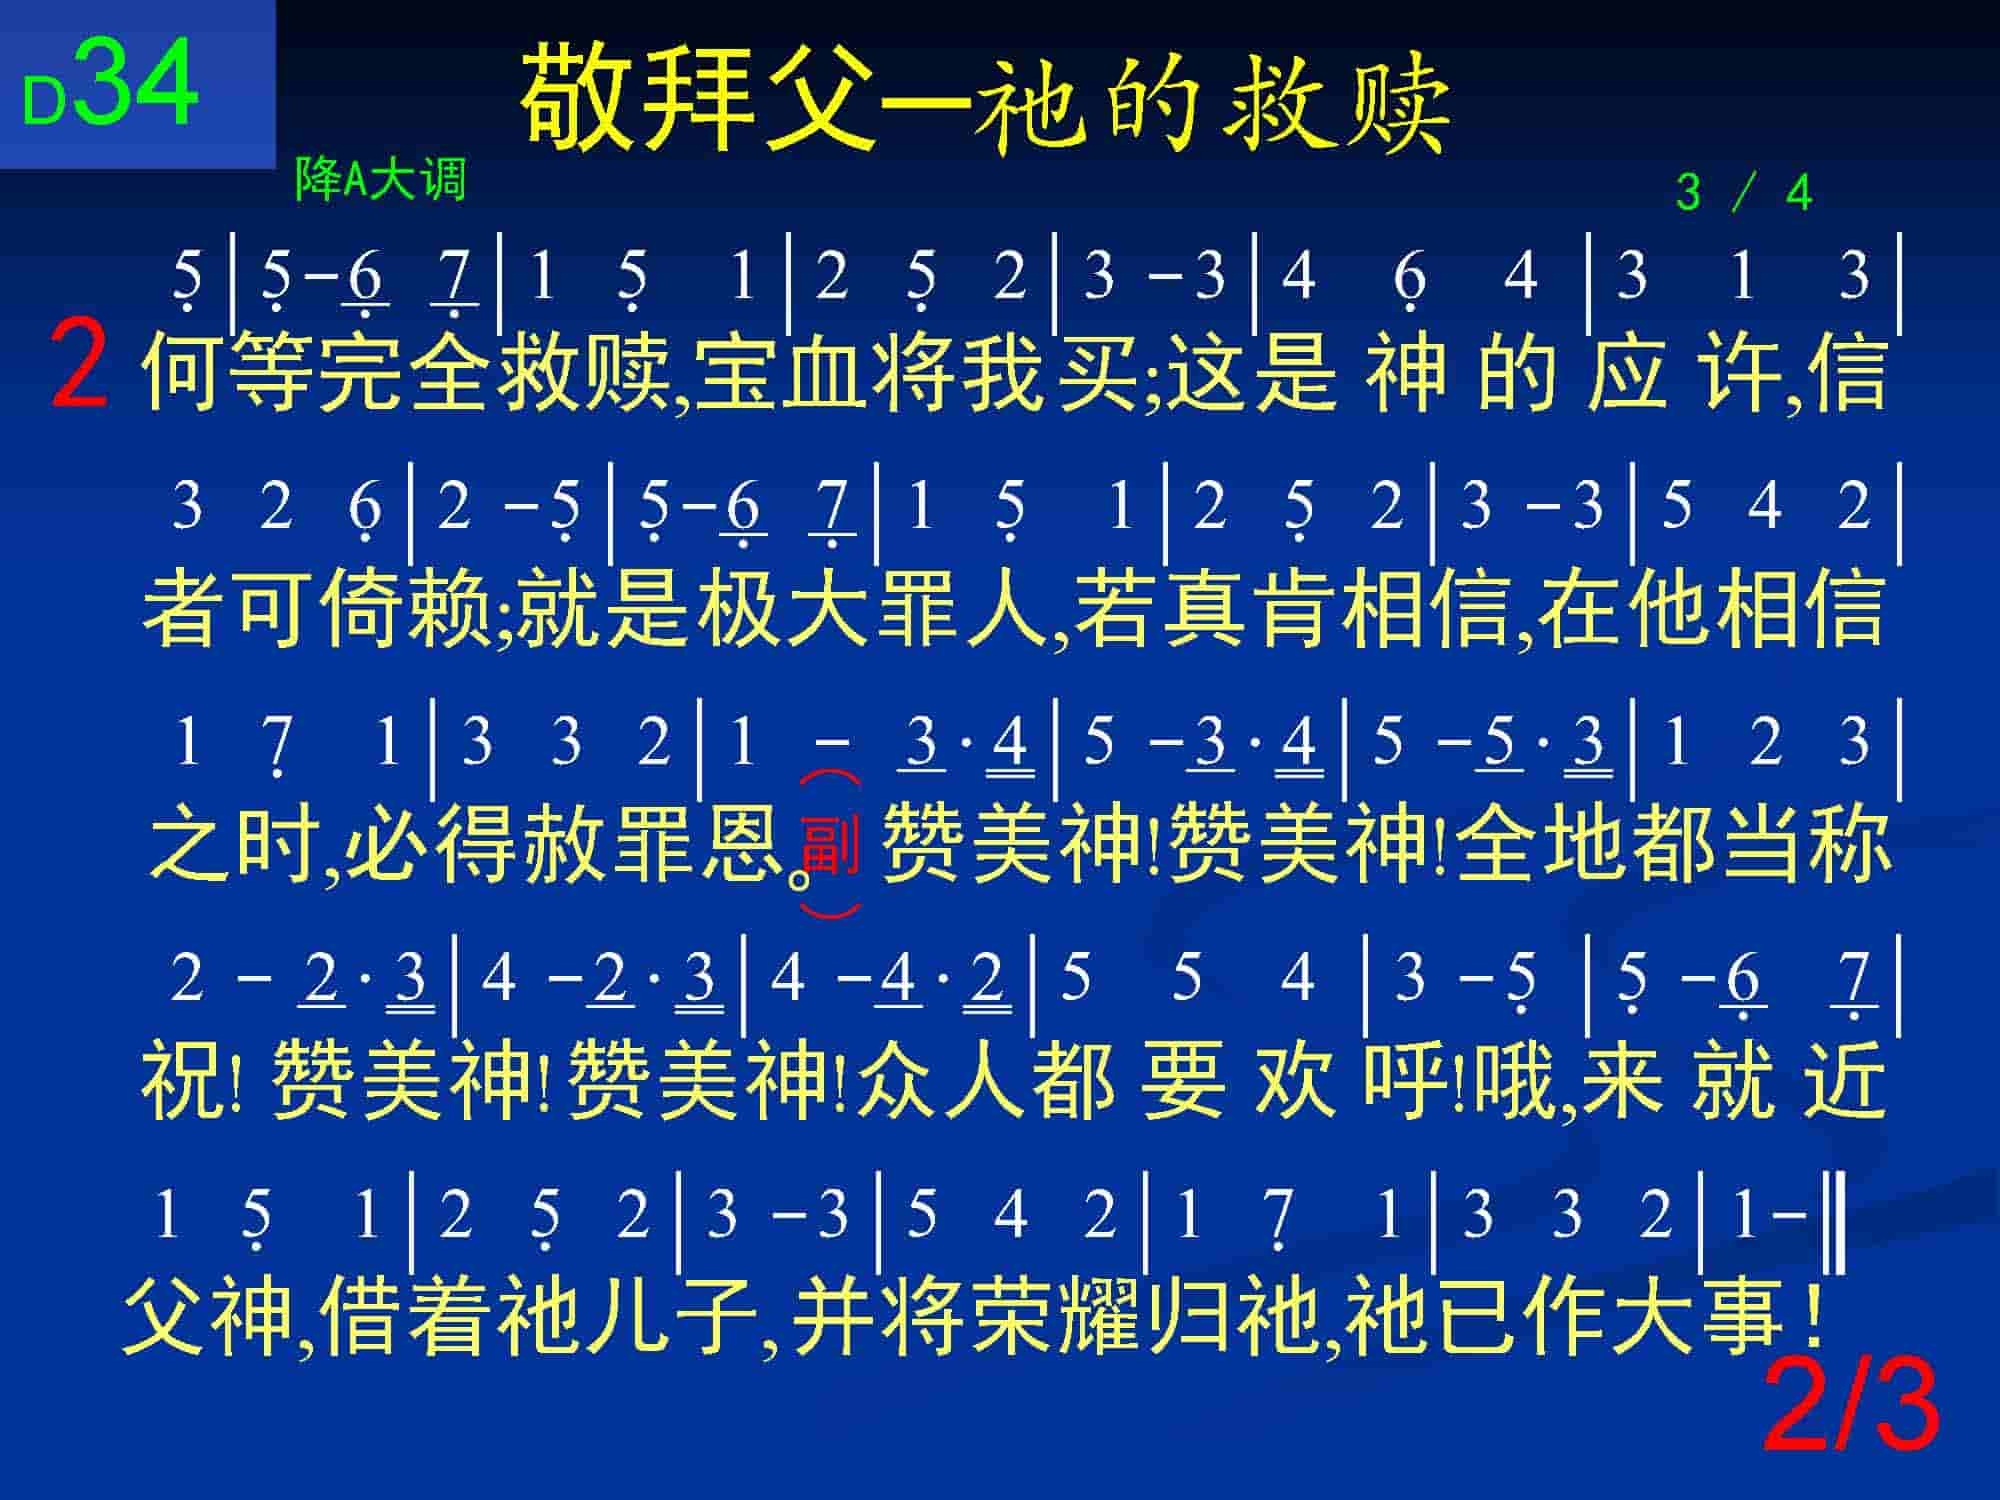 D34
敬拜父—祂的救赎
降A大调
3 / 4
5̣ | 5̣ - 6̣ 7̣ | 1 5̣ 1 | 2 5̣ 2 | 3 - 3 | 4 6̣ 4 | 3 1 3 |
2 何等完全救赎,宝血将我买;这是神的应许,信
3 2 6̣ | 2 - 5̣ | 5̣ - 6̣ 7̣ | 1 5̣ 1 | 2 5̣ 2 | 3 - 3 | 5 4 2 |
者可倚赖;就是极大罪人,若真肯相信,在他相信
1 7̣ 1 | 3 3 2 | 1 - 3 · 4 | 5 - 3 · 4 | 5 - 5 · 3 | 1 2 3 |
之时,必得赦罪恩。(副) 赞美神!赞美神!全地都当称
2 - 2 · 3 | 4 - 2 · 3 | 4 - 4 · 2 | 5 5 4 | 3 - 5̣ | 5̣ - 6̣ 7̣ |
祝! 赞美神! 赞美神!众人都要欢呼!哦,来就近
1 5̣ 1 | 2 5̣ 2 | 3 - 3 | 5 4 2 | 1 7̣ 1 | 3 3 2 | 1 - ‖
父神,借着祂儿子,并将荣耀归祂,祂已作大事!
2/3